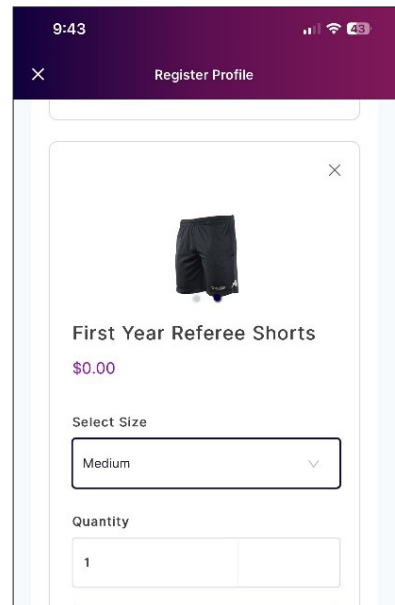 9:43
43
Register Profile
First Year Referee Shorts
$0.00
Select Size
Medium
Quantity
1